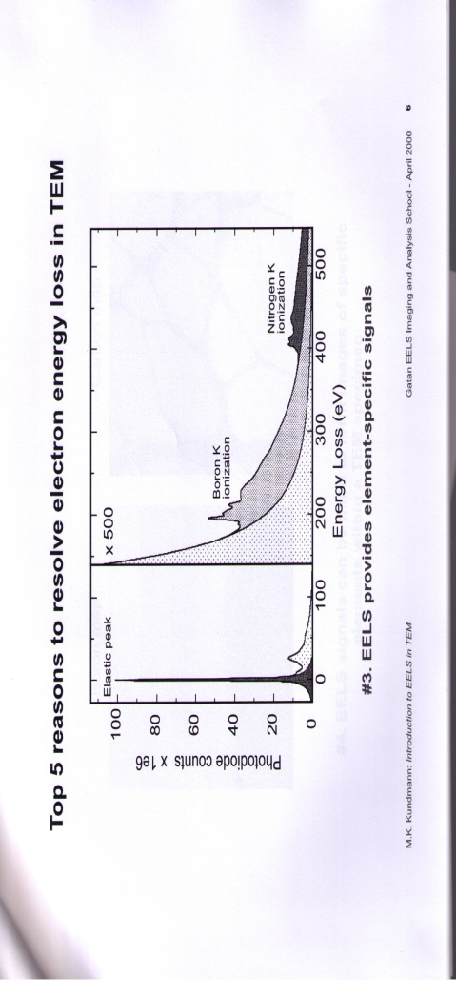 Top 5 reasons to resolve electron energy loss in TEM
Photodiode counts x 1e6
100
80
60
40
20
0
Elastic peak
x 500
Boron K
ionization
Nitrogen K
ionization
0
100
200
300
400
500
Energy Loss (eV)
#3. EELS provides element-specific signals
M.K. Kundmann: Introduction to EELS in TEM
Gatan EELS Imaging and Analysis School - April 2000 6